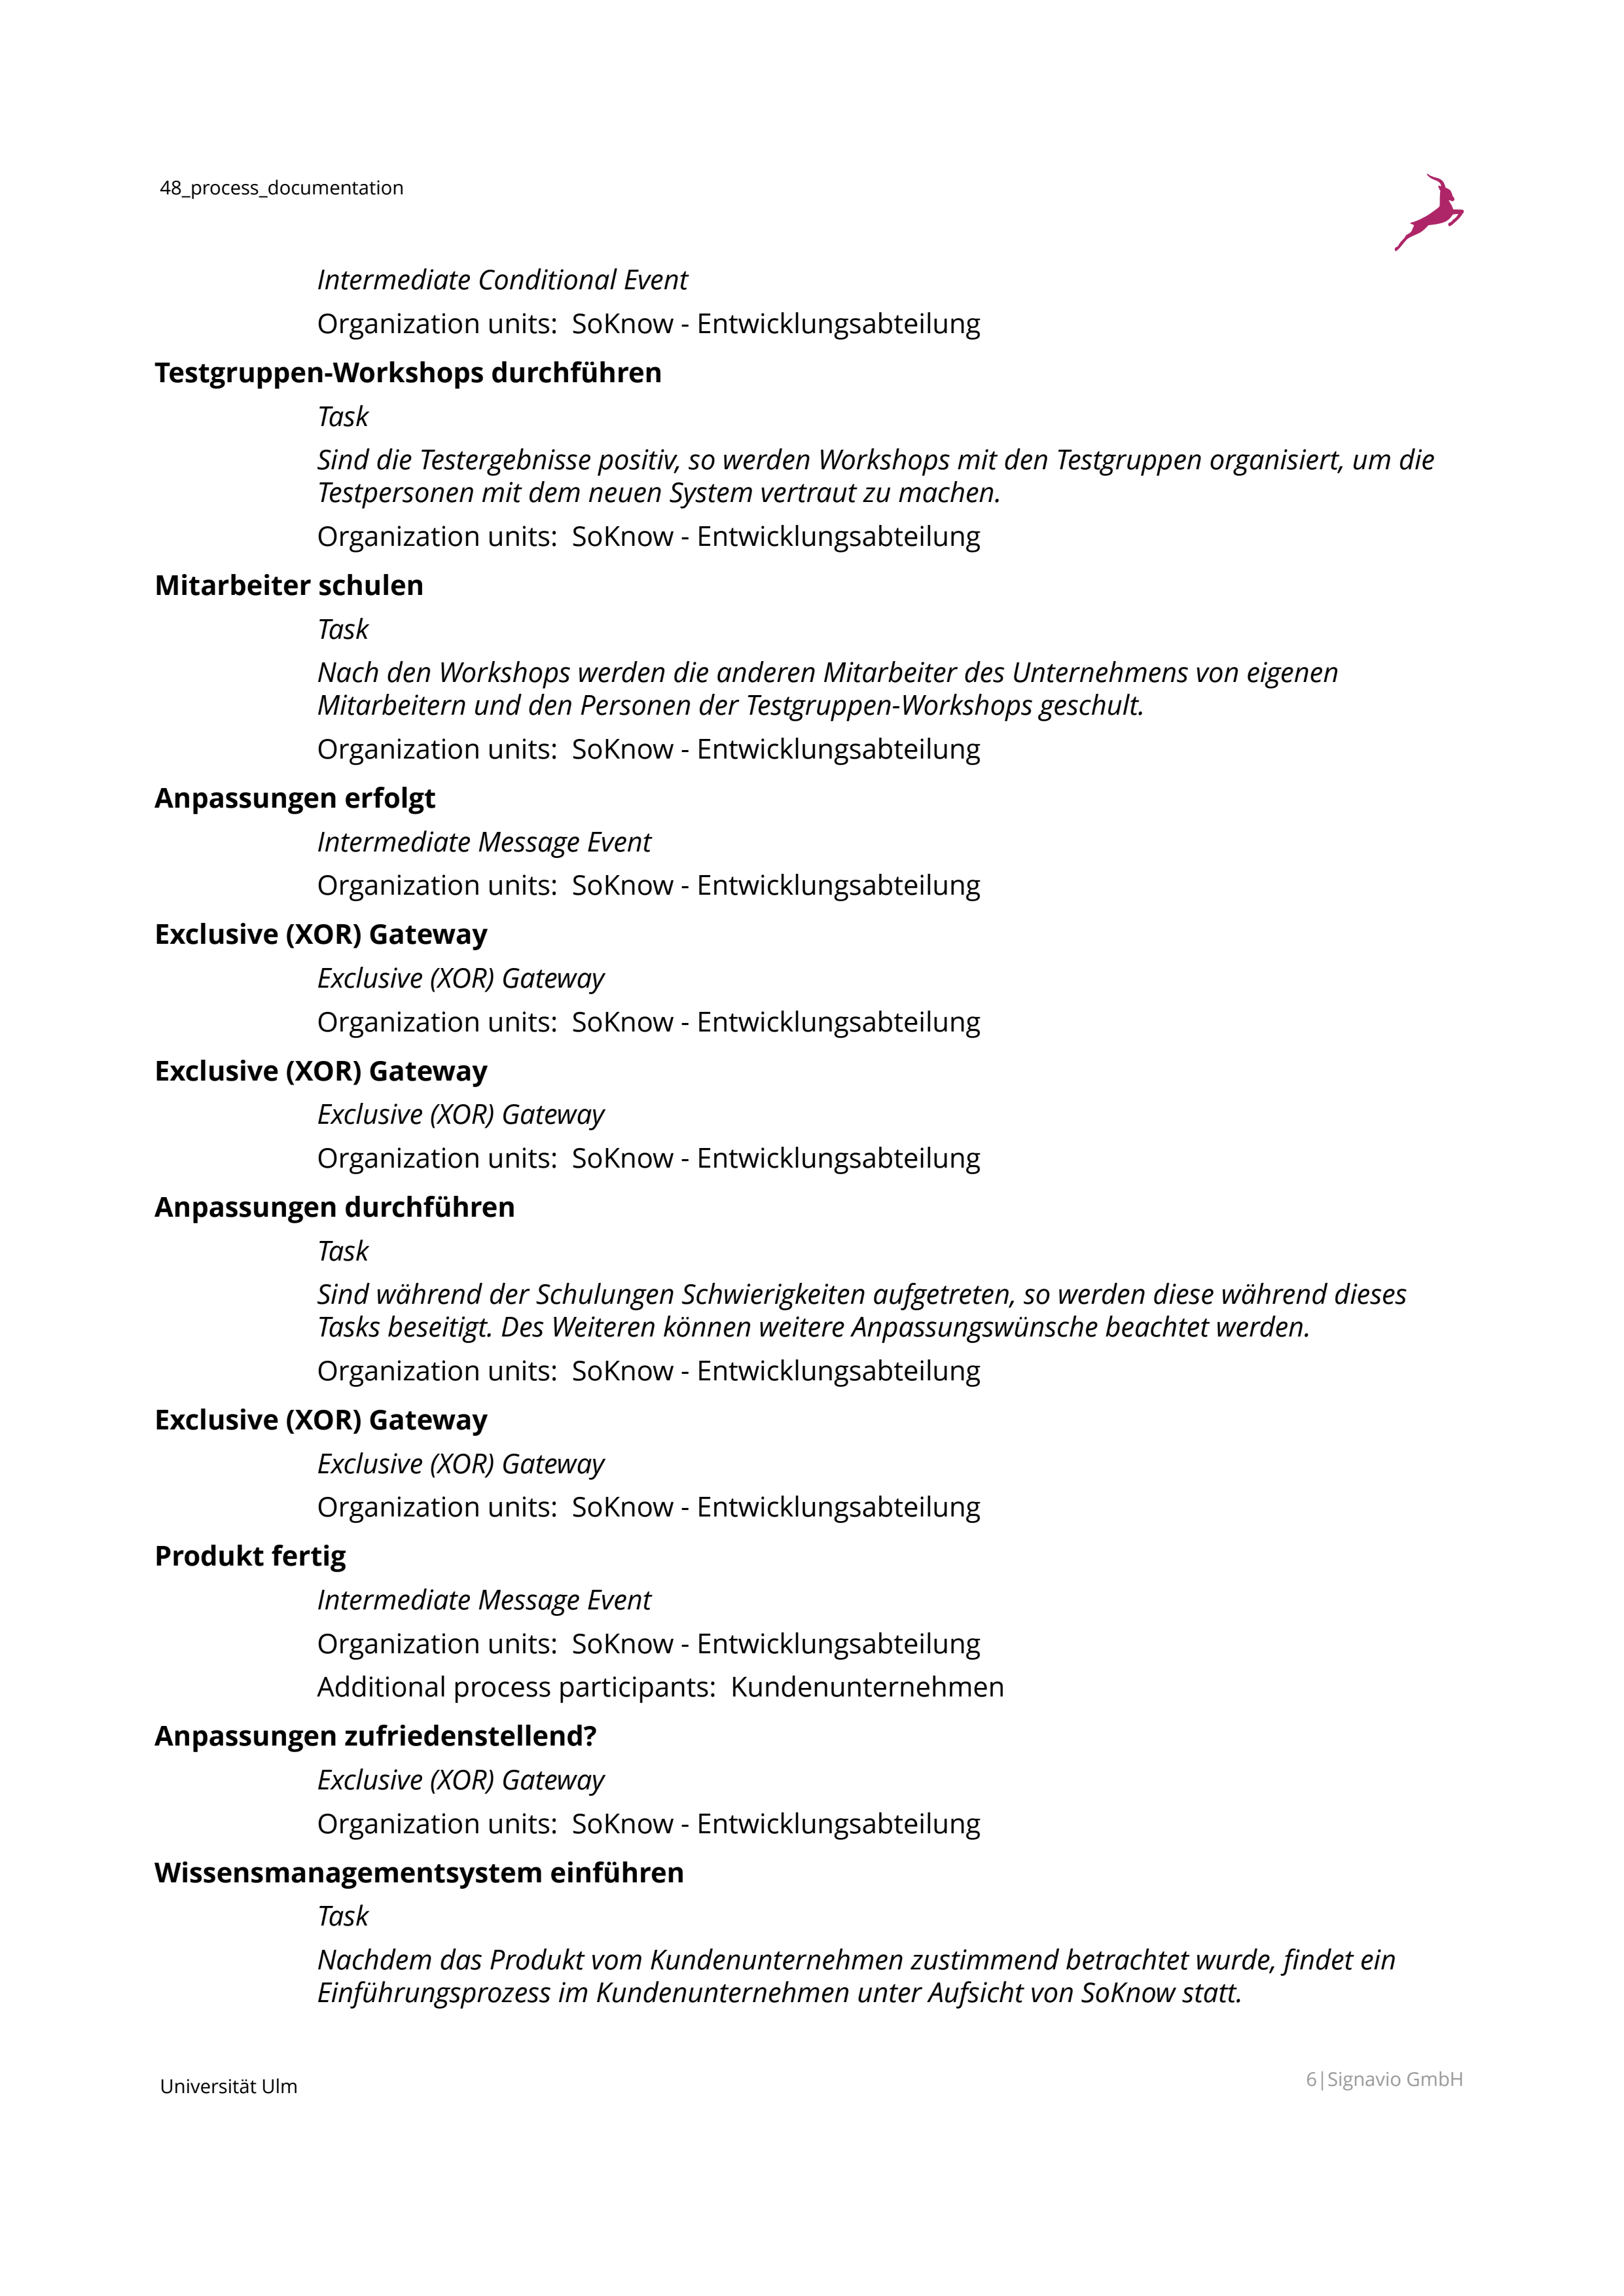 48_process_documentation
Intermediate Conditional Event
Organization units:  SoKnow - Entwicklungsabteilung
Testgruppen-Workshops durchführen
Task
Sind die Testergebnisse positiv, so werden Workshops mit den Testgruppen organisiert, um die
Testpersonen mit dem neuen System vertraut zu machen.
Organization units:  SoKnow - Entwicklungsabteilung
Mitarbeiter schulen
Task
Nach den Workshops werden die anderen Mitarbeiter des Unternehmens von eigenen
Mitarbeitern und den Personen der Testgruppen-Workshops geschult.
Organization units:  SoKnow - Entwicklungsabteilung
Anpassungen erfolgt
Intermediate Message Event
Organization units:  SoKnow - Entwicklungsabteilung
Exclusive (XOR) Gateway
Exclusive (XOR) Gateway
Organization units:  SoKnow - Entwicklungsabteilung
Exclusive (XOR) Gateway
Exclusive (XOR) Gateway
Organization units:  SoKnow - Entwicklungsabteilung
Anpassungen durchführen
Task
Sind während der Schulungen Schwierigkeiten aufgetreten, so werden diese während dieses
Tasks beseitigt. Des Weiteren können weitere Anpassungswünsche beachtet werden.
Organization units:  SoKnow - Entwicklungsabteilung
Exclusive (XOR) Gateway
Exclusive (XOR) Gateway
Organization units:  SoKnow - Entwicklungsabteilung
Produkt fertig
Intermediate Message Event
Organization units:  SoKnow - Entwicklungsabteilung
Additional process participants:  Kundenunternehmen
Anpassungen zufriedenstellend?
Exclusive (XOR) Gateway
Organization units:  SoKnow - Entwicklungsabteilung
Wissensmanagementsystem einführen
Task
Nachdem das Produkt vom Kundenunternehmen zustimmend betrachtet wurde, findet ein
Einführungsprozess im Kundenunternehmen unter Aufsicht von SoKnow statt.
Universität Ulm
6|Signavio GmbH